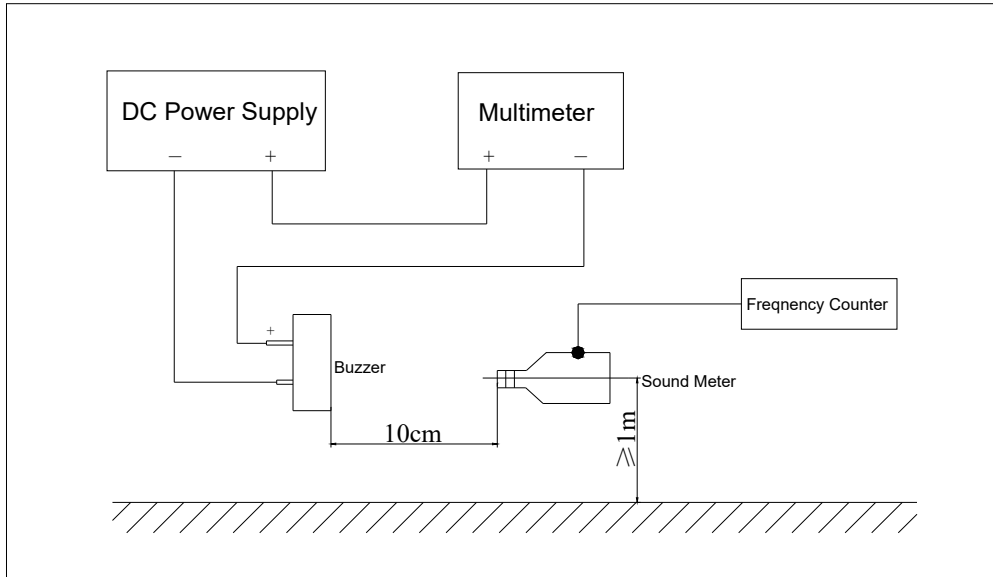 DC Power Supply
− +
Multimeter
+ −
Freqnency Counter
+
Buzzer
Sound Meter
10cm
≥1m